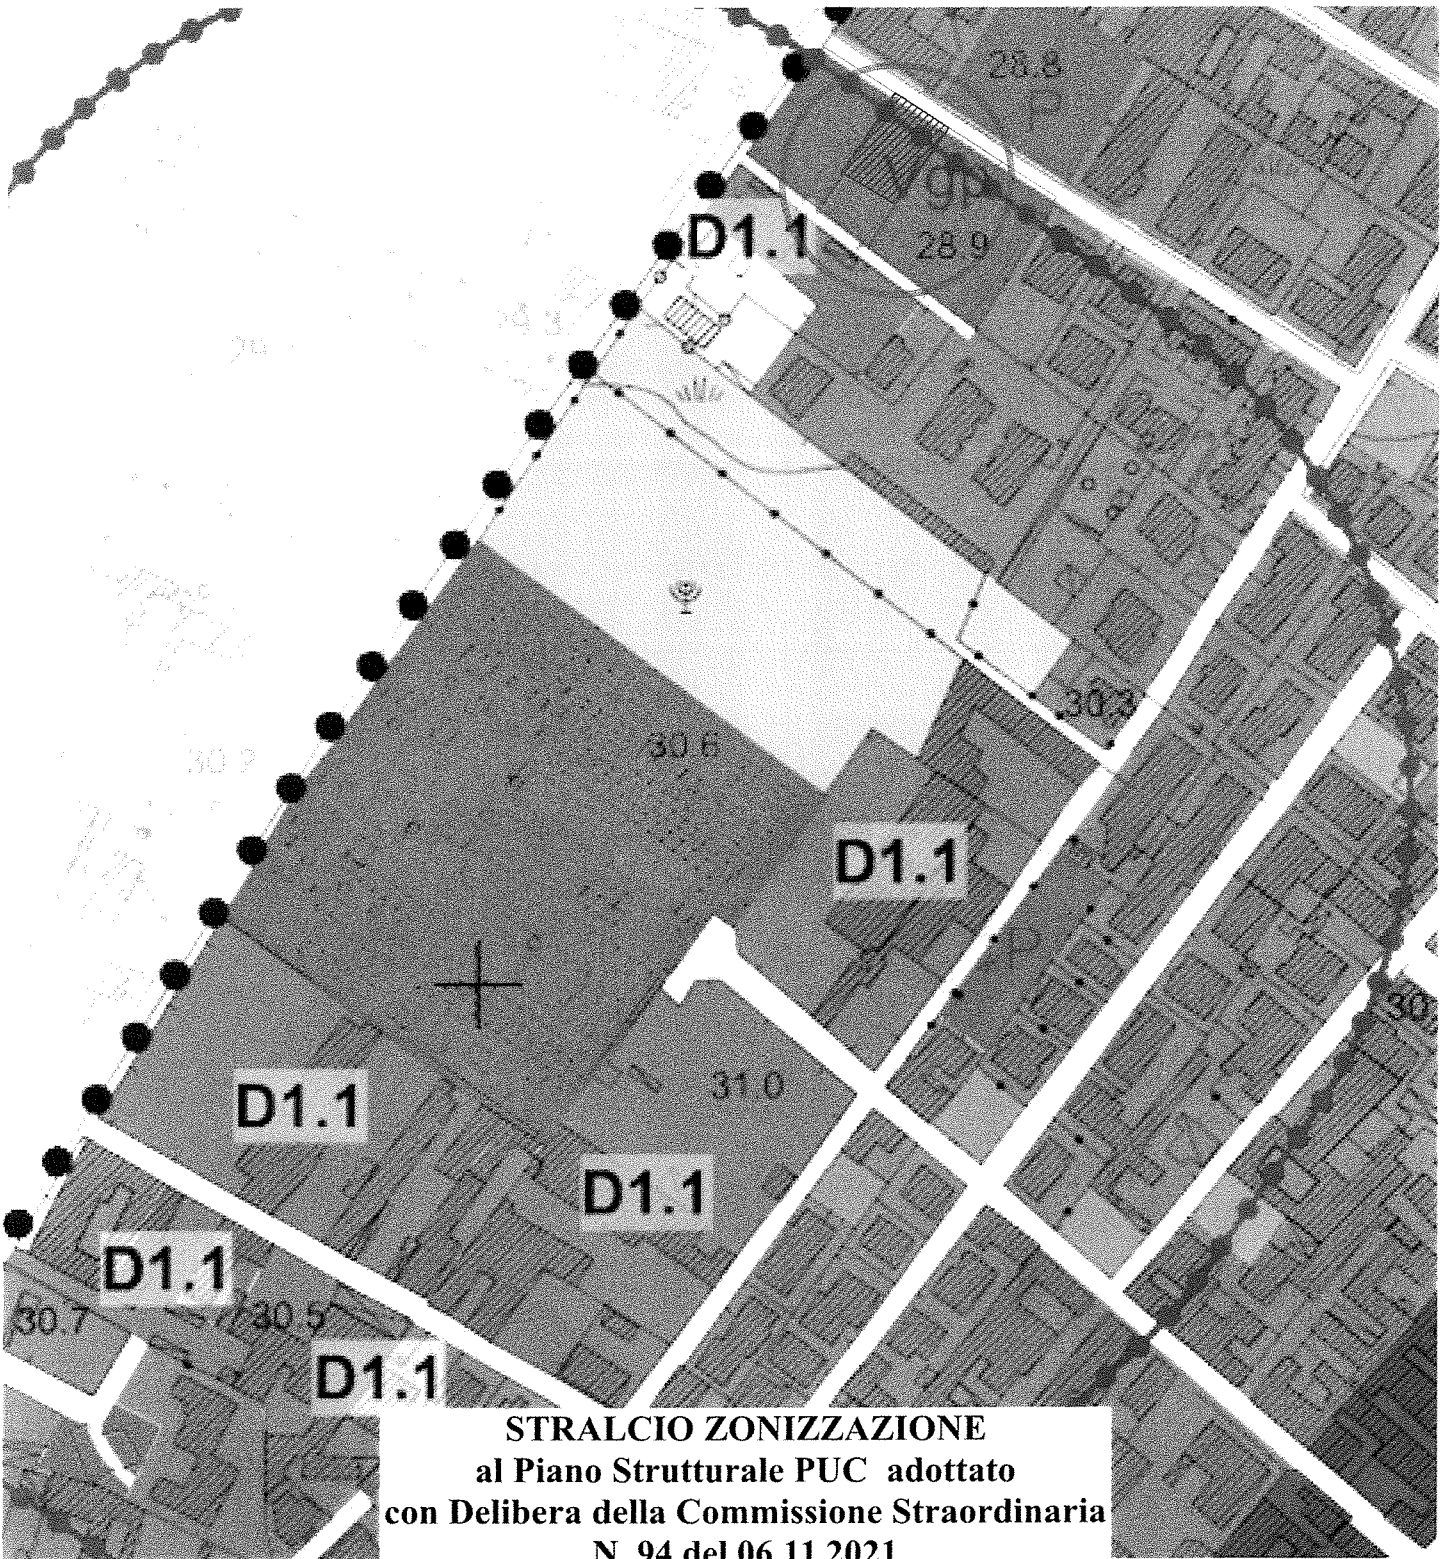 28.8
P
Vgp
D1.1
28.9
30.3
30.6
D1.1
30.
31.0
D1.1
D1.1
D1.1
30.7
30.5
D1.1
STRALCIO ZONIZZAZIONE
al Piano Strutturale PUC adottato
con Delibera della Commissione Straordinaria
N. 94 del 06.11.2021